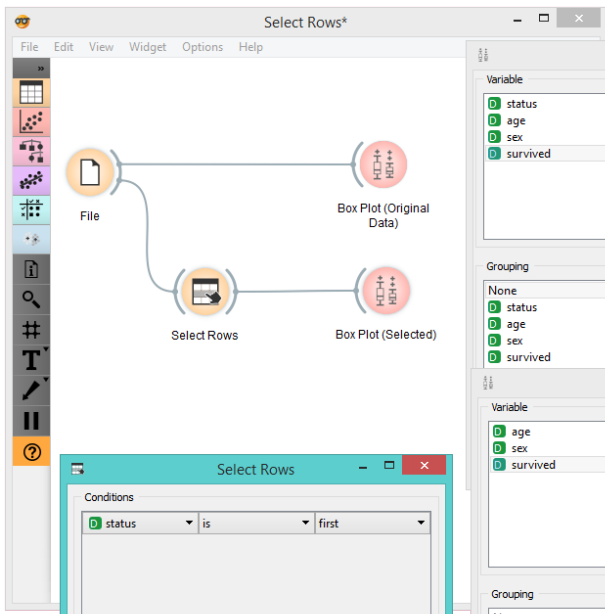 Select Rows*
File Edit View Widget Options Help
»
File
Box Plot (Original
Data)
Select Rows
Box Plot (Selected)
Variable
D status
D age
D sex
D survived
Grouping
None
D status
D age
D sex
D survived
Variable
D age
D sex
D survived
Grouping
Select Rows
Conditions
D status is first